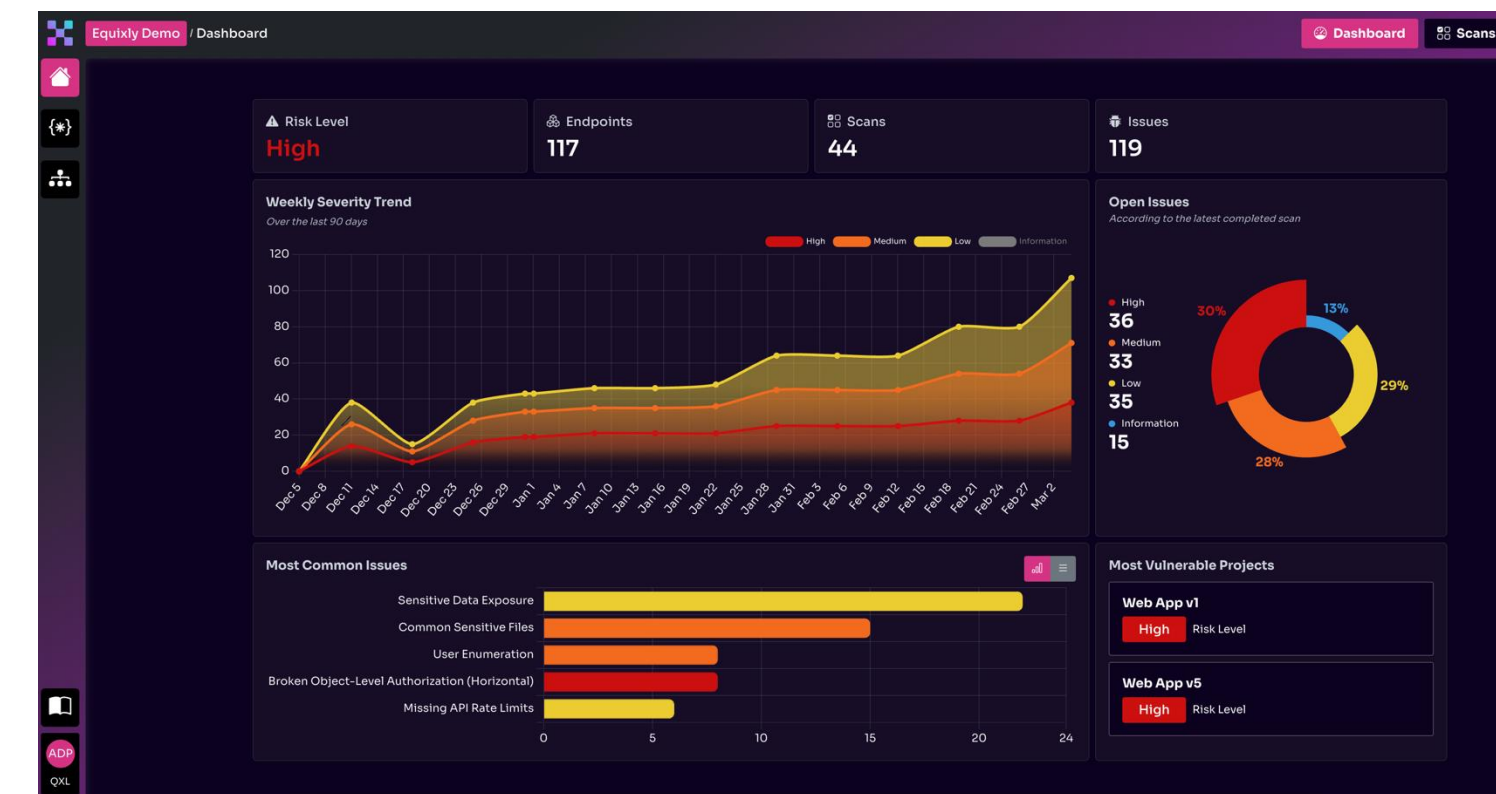 Equixly Demo / Dashboard
Dashboard
Scans
Risk Level
High
Endpoints
117
Scans
44
Issues
119
Weekly Severity Trend
Over the last 90 days
High Medium Low Information
120
100
80
60
40
20
0
Dec 5 Dec 8 Dec 11 Dec 14 Dec 17 Dec 20 Dec 23 Dec 26 Dec 29 Jan 1 Jan 4 Jan 7 Jan 10 Jan 13 Jan 16 Jan 19 Jan 22 Jan 25 Jan 28 Jan 31 Feb 3 Feb 6 Feb 9 Feb 12 Feb 15 Feb 18 Feb 21 Feb 24 Feb 27 Mar 2
Open Issues
According to the latest completed scan
High
36
Medium
33
Low
35
Information
15
30%
13%
29%
28%
Most Common Issues
Sensitive Data Exposure
Common Sensitive Files
User Enumeration
Broken Object-Level Authorization (Horizontal)
Missing API Rate Limits
0 5 10 15 20 24
Most Vulnerable Projects
Web App v1
High Risk Level
Web App v5
High Risk Level
ADP
QXL